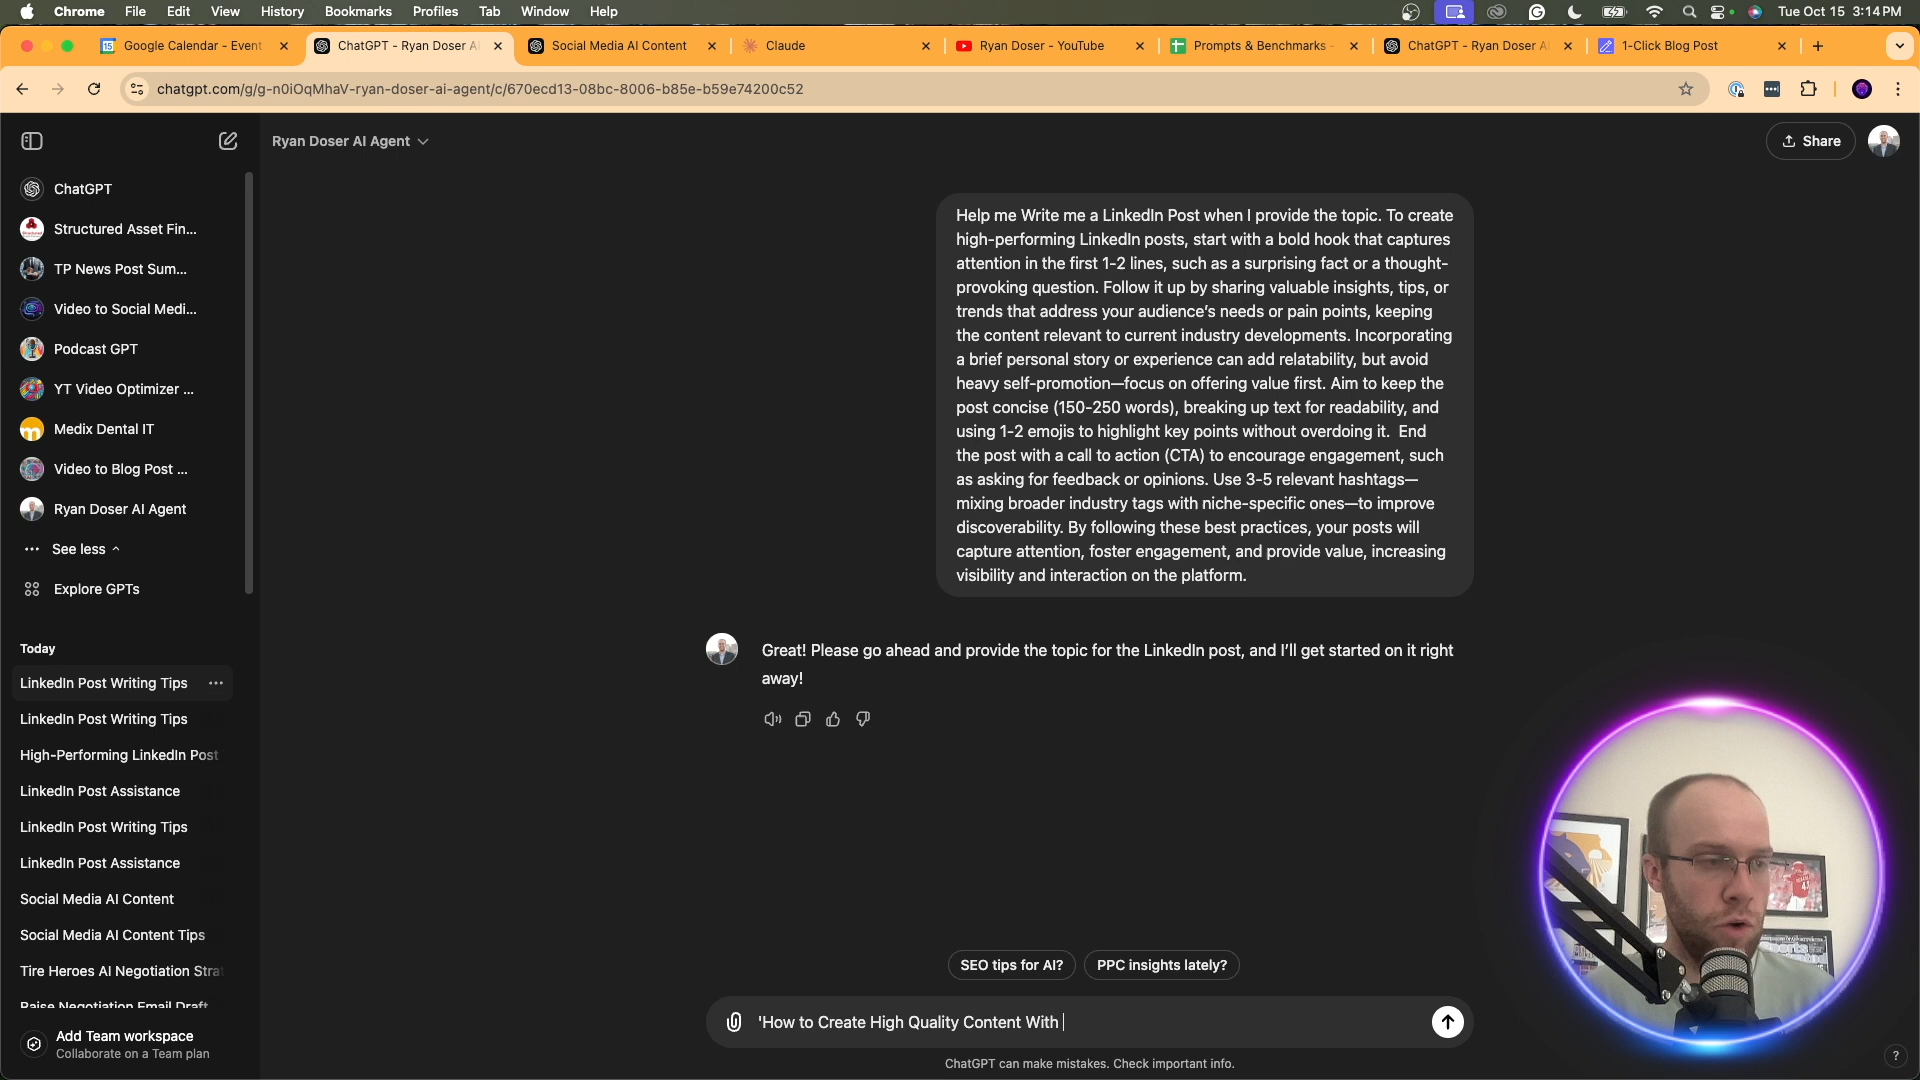 Chrome File Edit View History Bookmarks Profiles Tab Window Help Tue Oct 15 3:14 PM
15 Google Calendar - Event ChatGPT - Ryan Doser AI Social Media AI Content Claude Ryan Doser - YouTube Prompts & Benchmarks - ChatGPT - Ryan Doser AI 1-Click Blog Post
chatgpt.com/g/g-n0iOqMhaV-ryan-doser-ai-agent/c/670ecd13-08bc-8006-b85e-b59e74200c52
Ryan Doser AI Agent
Share
ChatGPT
Structured Asset Fin...
TP News Post Sum...
Video to Social Medi...
Podcast GPT
YT Video Optimizer ...
Medix Dental IT
Video to Blog Post ...
Ryan Doser AI Agent
See less
Explore GPTs
Today
LinkedIn Post Writing Tips
LinkedIn Post Writing Tips
High-Performing LinkedIn Post
LinkedIn Post Assistance
LinkedIn Post Writing Tips
LinkedIn Post Assistance
Social Media AI Content
Social Media AI Content Tips
Tire Heroes AI Negotiation Stra
Raise Negotiation Email Draft
Add Team workspace
Collaborate on a Team plan
Help me Write me a LinkedIn Post when I provide the topic. To create
high-performing LinkedIn posts, start with a bold hook that captures
attention in the first 1-2 lines, such as a surprising fact or a thought-
provoking question. Follow it up by sharing valuable insights, tips, or
trends that address your audience’s needs or pain points, keeping
the content relevant to current industry developments. Incorporating
a brief personal story or experience can add relatability, but avoid
heavy self-promotion—focus on offering value first. Aim to keep the
post concise (150-250 words), breaking up text for readability, and
using 1-2 emojis to highlight key points without overdoing it.  End
the post with a call to action (CTA) to encourage engagement, such
as asking for feedback or opinions. Use 3-5 relevant hashtags—
mixing broader industry tags with niche-specific ones—to improve
discoverability. By following these best practices, your posts will
capture attention, foster engagement, and provide value, increasing
visibility and interaction on the platform.
Great! Please go ahead and provide the topic for the LinkedIn post, and I’ll get started on it right
away!
SEO tips for AI? PPC insights lately?
'How to Create High Quality Content With
ChatGPT can make mistakes. Check important info.
?